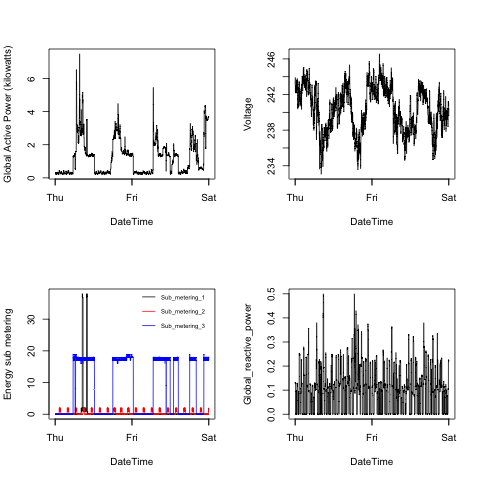 Global Active Power (kilowatts)
0 2 4 6
Thu Fri Sat
DateTime
Voltage
234 238 242 246
Thu Fri Sat
DateTime
Energy sub metering
0 10 20 30
Sub_metering_1
Sub_metering_2
Sub_metering_3
Thu Fri Sat
DateTime
Global_reactive_power
0.0 0.1 0.2 0.3 0.4 0.5
Thu Fri Sat
DateTime